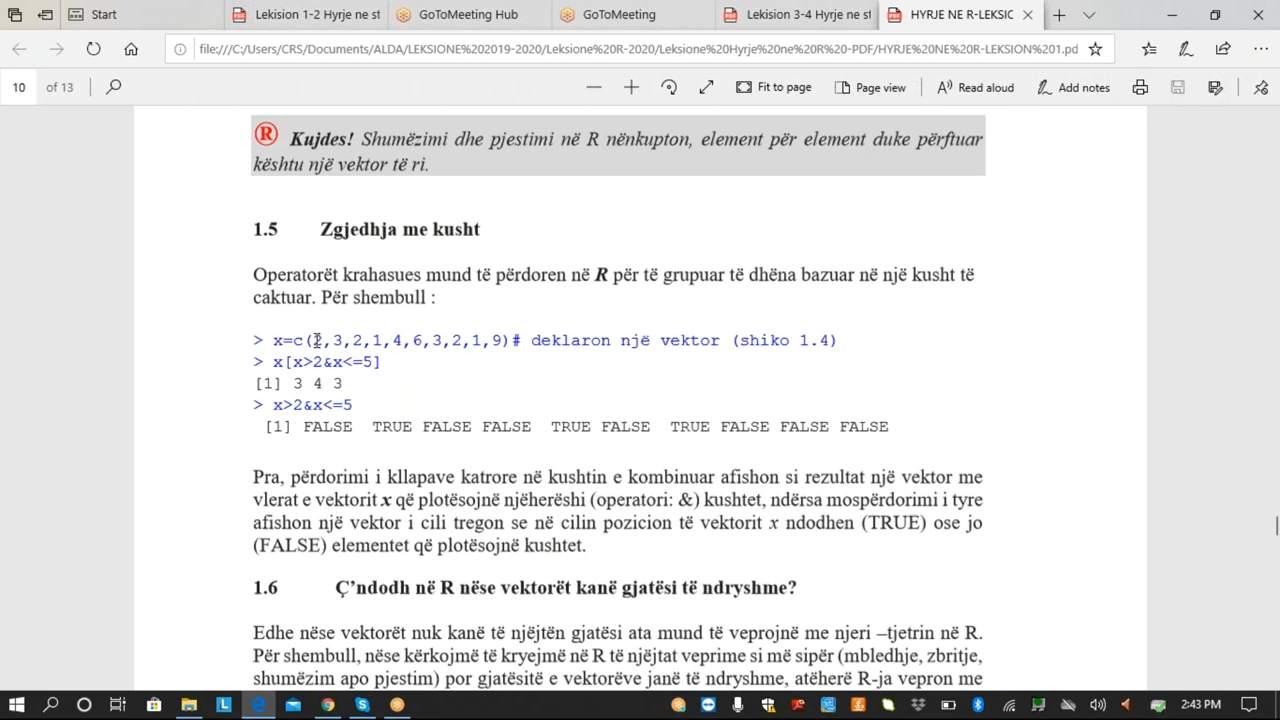 Start
Lekision 1-2 Hyrje ne st
GoToMeeting Hub
GoToMeeting
Lekision 3-4 Hyrje ne sf
HYRJE NE R-LEKSIC
file:///C:/Users/CRS/Documents/ALDA/LEKSIONE%202019-2020/Leksione%20R-2020/Leksione%20Hyrje%20ne%20R%20-PDF/HYRJE%20NE%20R-LEKSION%201.pd
10 of 13
Fit to page
Page view
Read aloud
Add notes
R Kujdes! Shumëzimi dhe pjestimi në R nënkupton, element për element duke përftuar
kështu një vektor të ri.
1.5 Zgjedhja me kusht
Operatorët krahasues mund të përdoren në R për të grupuar të dhëna bazuar në një kusht të
caktuar. Për shembull :
> x=c(2,3,2,1,4,6,3,2,1,9)# deklaron një vektor (shiko 1.4)
> x[x>2&x<=5]
[1] 3 4 3
> x>2&x<=5
[1] FALSE TRUE FALSE FALSE TRUE FALSE TRUE FALSE FALSE FALSE
Pra, përdorimi i kllapave katrore në kushtin e kombinuar afishon si rezultat një vektor me
vlerat e vektorit x që plotësojnë njëherëshi (operatori: &) kushtet, ndërsa mospërdorimi i tyre
afishon një vektor i cili tregon se në cilin pozicion të vektorit x ndodhen (TRUE) ose jo
(FALSE) elementet që plotësojnë kushtet.
1.6 Ç’ndodh në R nëse vektorët kanë gjatësi të ndryshme?
Edhe nëse vektorët nuk kanë të njëjtën gjatësi ata mund të veprojnë me njeri –tjetrin në R.
Për shembull, nëse kërkojmë të kryejmë në R të njëjtat veprime si më sipër (mbledhje, zbritje,
shumëzim apo pjestim) por gjatësitë e vektorëve janë të ndryshme, atëherë R-ja vepron me
2:43 PM